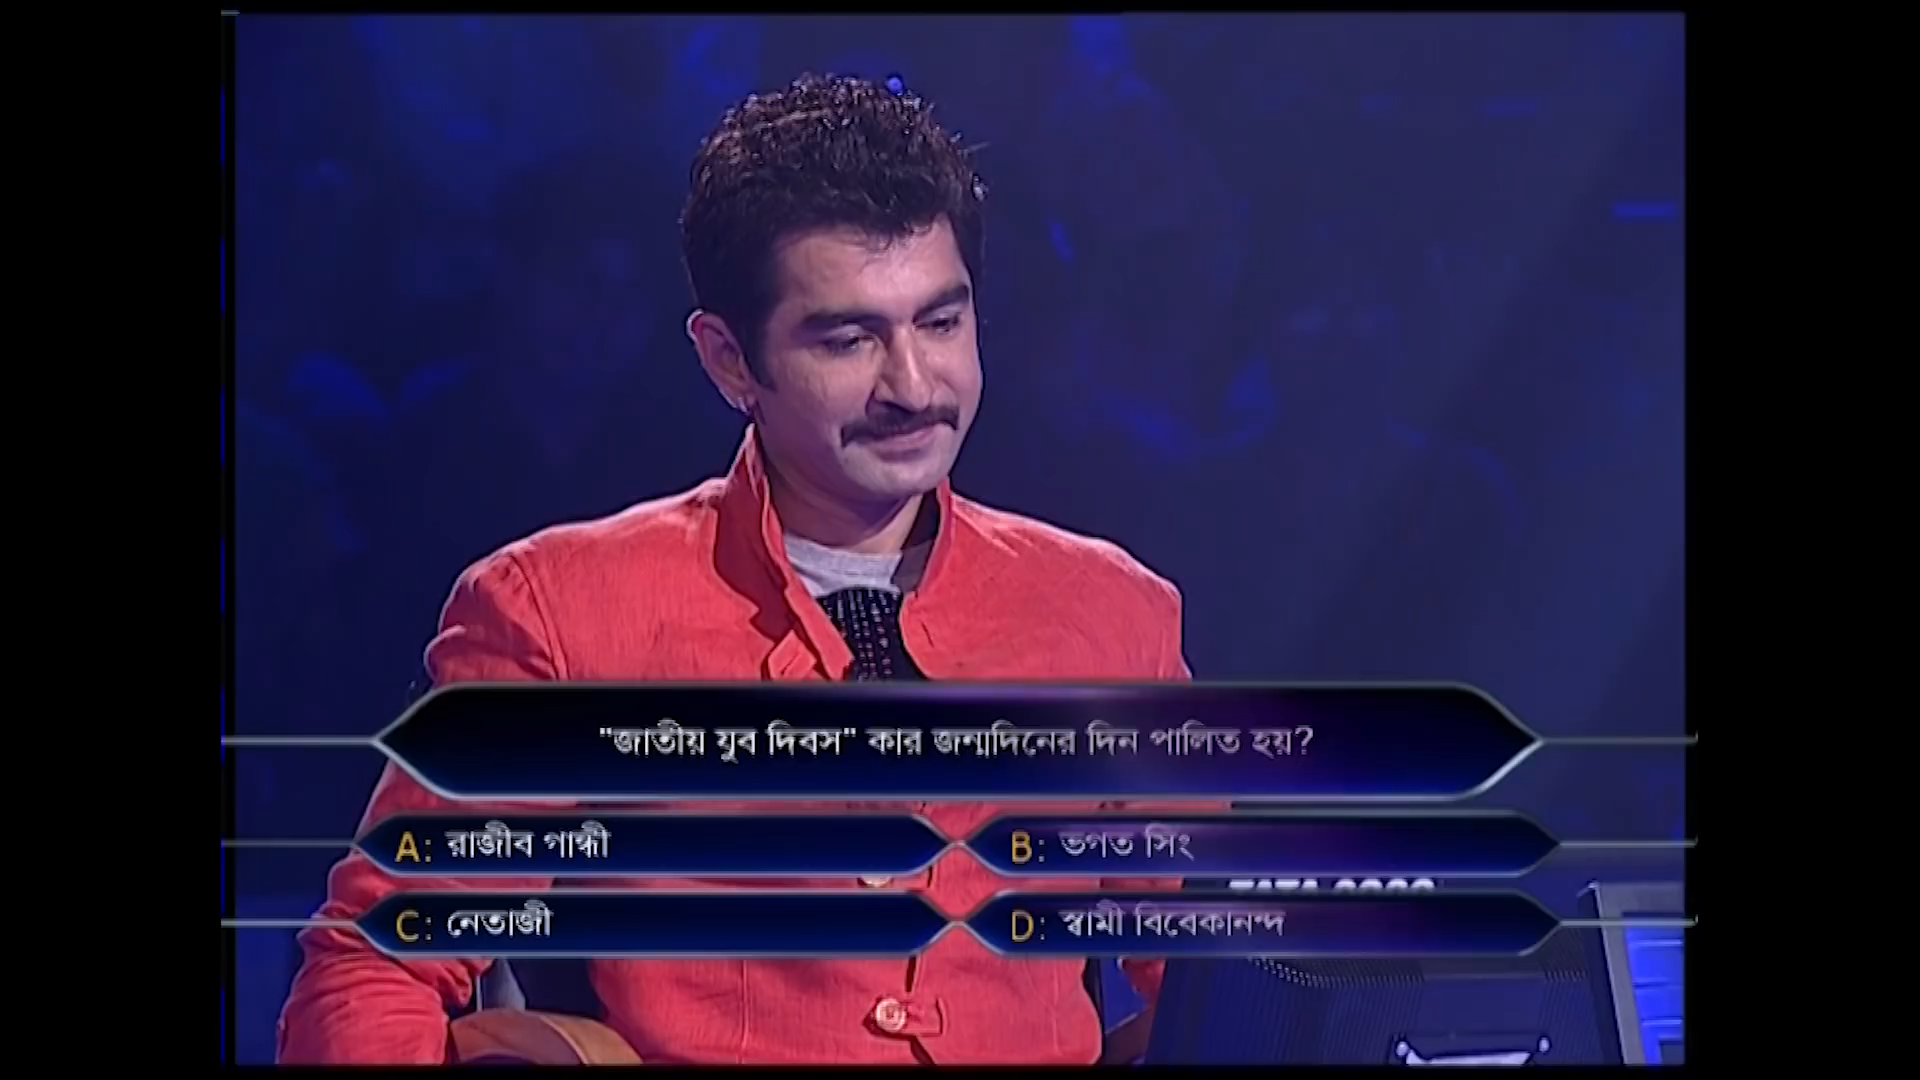 "জাতীয় যুব দিবস" কার জন্মদিনের দিন পালিত হয়?
A: রাজীব গান্ধী
B: ভগত সিং
C: নেতাজী
D: স্বামী বিবেকানন্দ